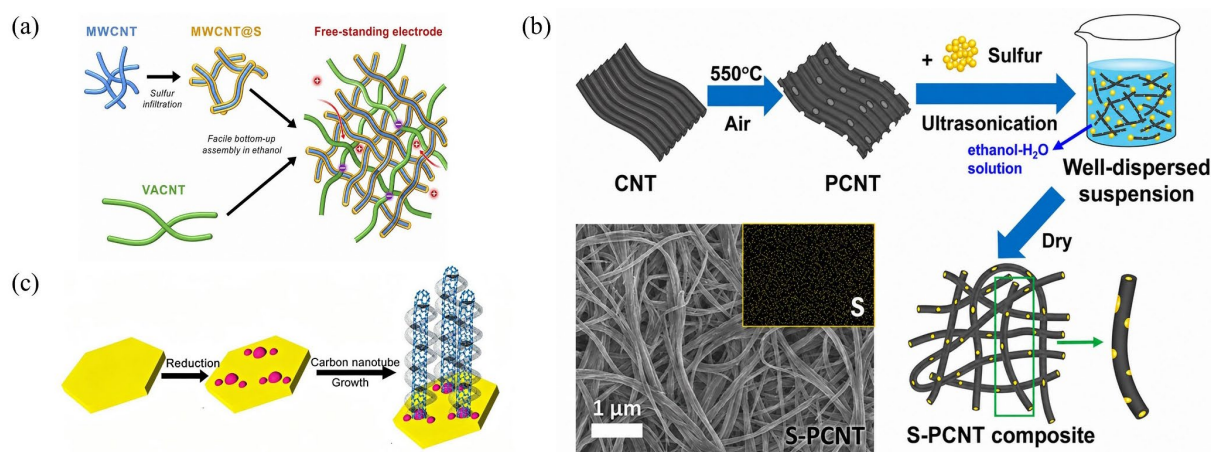 (a)
MWCNT
MWCNT@S
Free-standing electrode
Sulfur
infiltration
Facile bottom-up
assembly in ethanol
VACNT
(b)
550°C
Air
+ Sulfur
Ultrasonication
ethanol-H₂O
solution
CNT
PCNT
Well-dispersed
suspension
Dry
S
1 μm
S-PCNT
S-PCNT composite
(c)
Reduction
Carbon nanotube
Growth